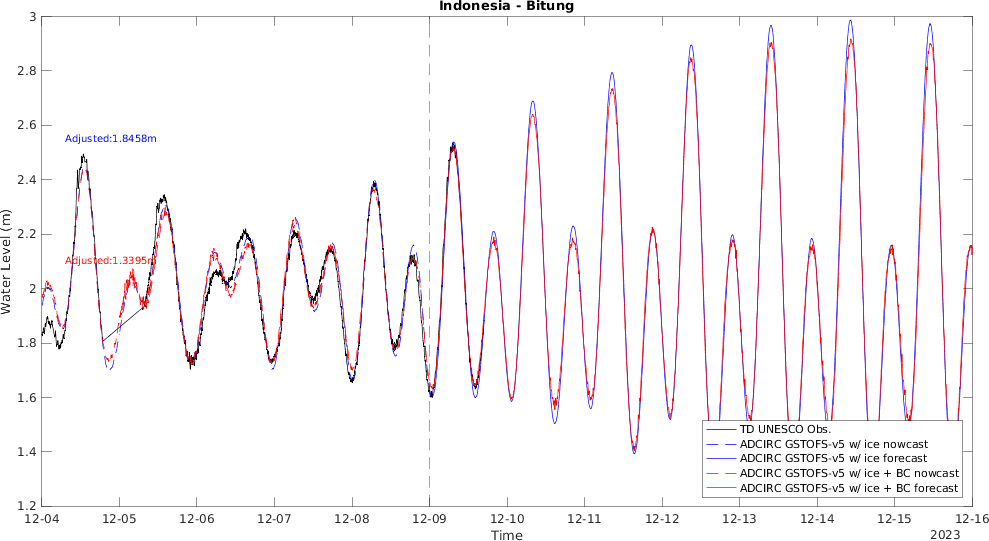 Indonesia - Bitung
Water Level (m)
3
2.8
2.6
2.4
2.2
2
1.8
1.6
1.4
1.2
Adjusted:1.8458m
Adjusted:1.3395m
TD UNESCO Obs.
ADCIRC GSTOFS-v5 w/ ice nowcast
ADCIRC GSTOFS-v5 w/ ice forecast
ADCIRC GSTOFS-v5 w/ ice + BC nowcast
ADCIRC GSTOFS-v5 w/ ice + BC forecast
12-04 12-05 12-06 12-07 12-08 12-09 12-10 12-11 12-12 12-13 12-14 12-15 12-16
Time
2023